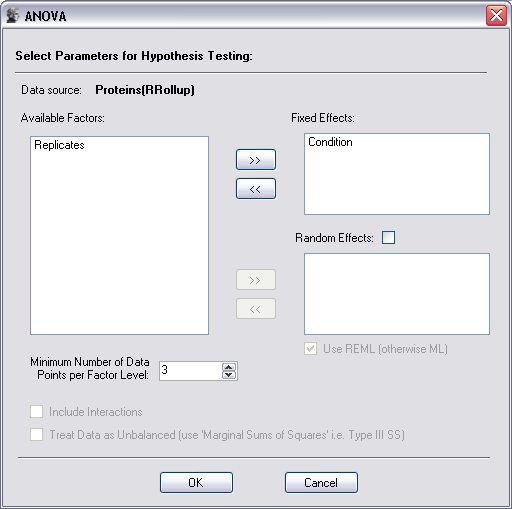 ANOVA
Select Parameters for Hypothesis Testing:
Data source: Proteins(RRollup)
Available Factors:
Replicates
>>
<<
Fixed Effects:
Condition
Random Effects:
>>
<<
Use REML (otherwise ML)
Minimum Number of Data
Points per Factor Level:
3
Include Interactions
Treat Data as Unbalanced (use 'Marginal Sums of Squares' i.e. Type III SS)
OK
Cancel